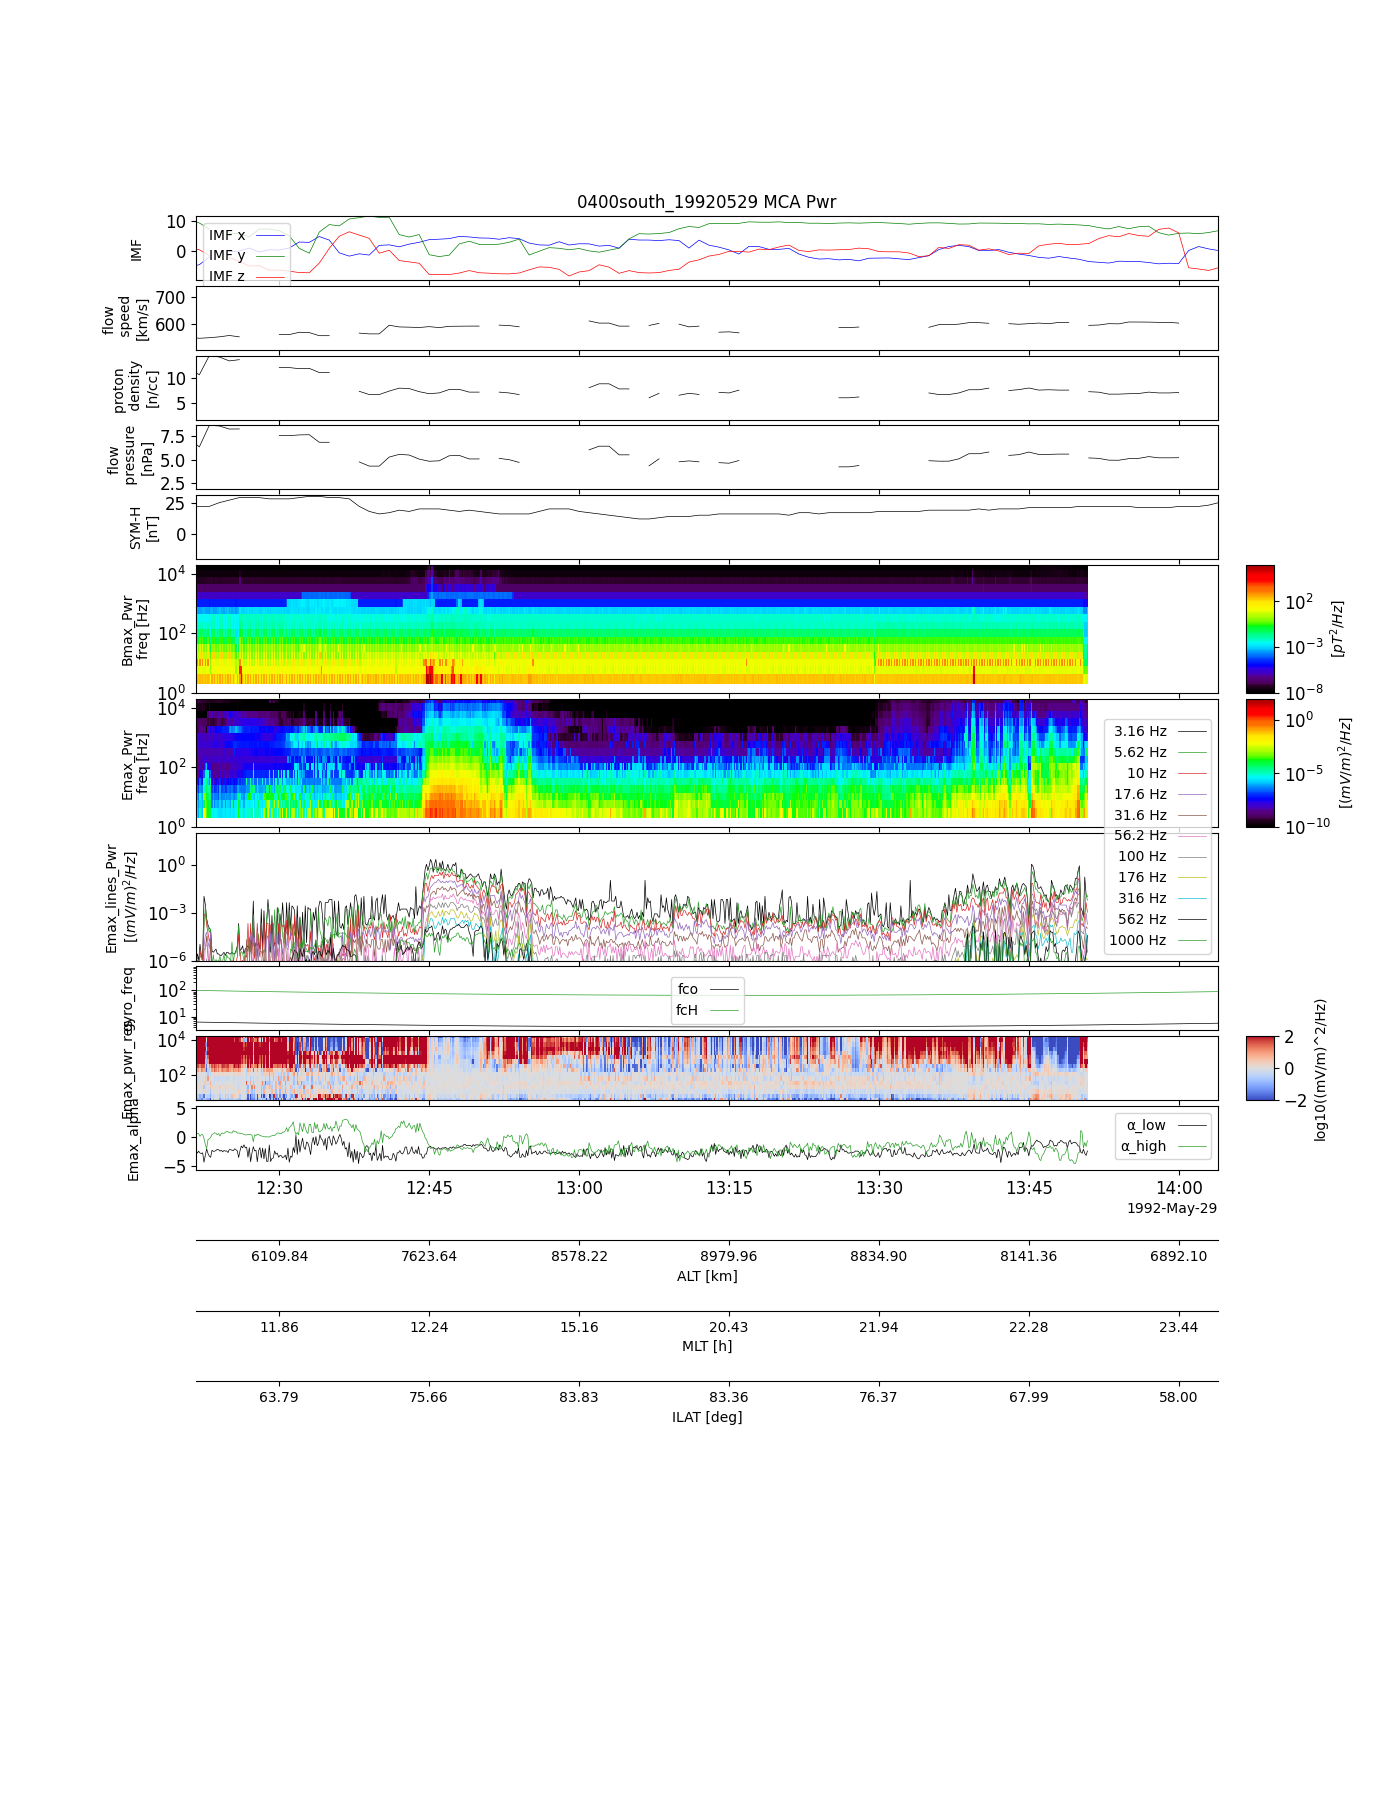 0400south_19920529 MCA Pwr
10
0
IMF
IMF x
IMF y
IMF z
700
600
flow
speed
[km/s]
10
5
proton
density
[n/cc]
7.5
5.0
2.5
flow
pressure
[nPa]
25
0
SYM-H
[nT]
10^4
10^2
10^0
Bmax_Pwr
freq [Hz]
10^2
10^-3
10^-8
[pT^2/Hz]
10^4
10^2
10^0
Emax_Pwr
freq [Hz]
10^0
10^-5
10^-10
[(mV/m)^2/Hz]
3.16 Hz
5.62 Hz
10 Hz
17.6 Hz
31.6 Hz
56.2 Hz
100 Hz
176 Hz
316 Hz
562 Hz
1000 Hz
10^0
10^-3
10^-6
Emax_lines_Pwr
[(mV/m)^2/Hz]
10^2
10^1
gyro_freq
fco
fcH
10^4
10^2
Emax_pwr_reg
2
0
−2
log10((mV/m)^2/Hz)
5
0
−5
Emax_alpha
α_low
α_high
12:30 12:45 13:00 13:15 13:30 13:45 14:00
1992-May-29
6109.84 7623.64 8578.22 8979.96 8834.90 8141.36 6892.10
ALT [km]
11.86 12.24 15.16 20.43 21.94 22.28 23.44
MLT [h]
63.79 75.66 83.83 83.36 76.37 67.99 58.00
ILAT [deg]